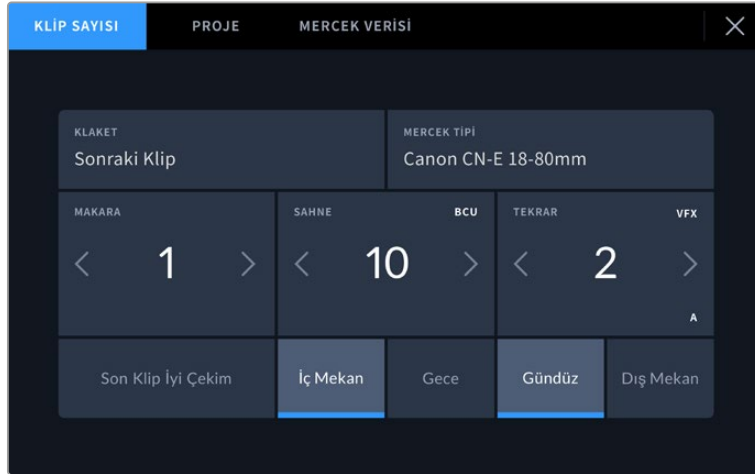 KLİP SAYISI PROJE MERCEK VERİSİ
KLAKET MERCEK TİPİ
Sonraki Klip Canon CN-E 18-80mm
MAKARA SAHNE BCU TEKRAR VFX
1 10 2
A
Son Klip İyi Çekim İç Mekan Gece Gündüz Dış Mekan